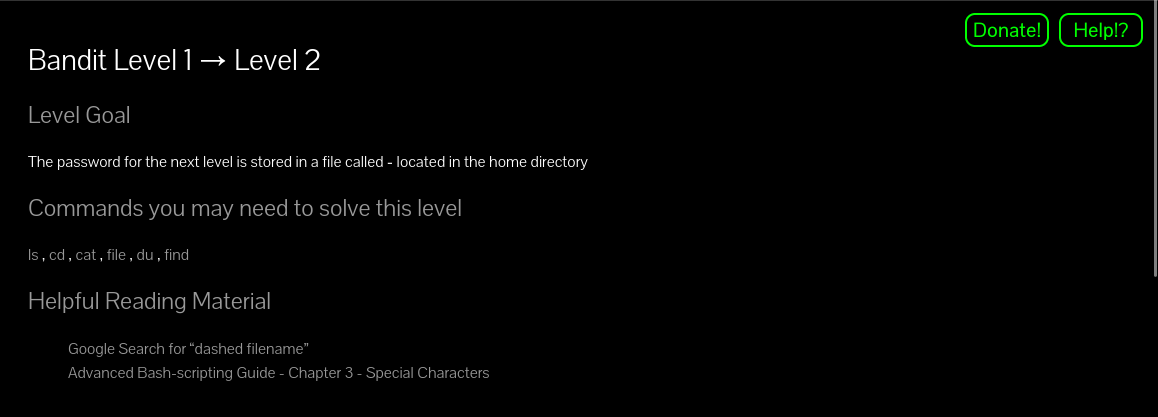 Donate! Help!?
Bandit Level 1 → Level 2
Level Goal
The password for the next level is stored in a file called - located in the home directory
Commands you may need to solve this level
ls , cd , cat , file , du , find
Helpful Reading Material
Google Search for “dashed filename”
Advanced Bash-scripting Guide - Chapter 3 - Special Characters